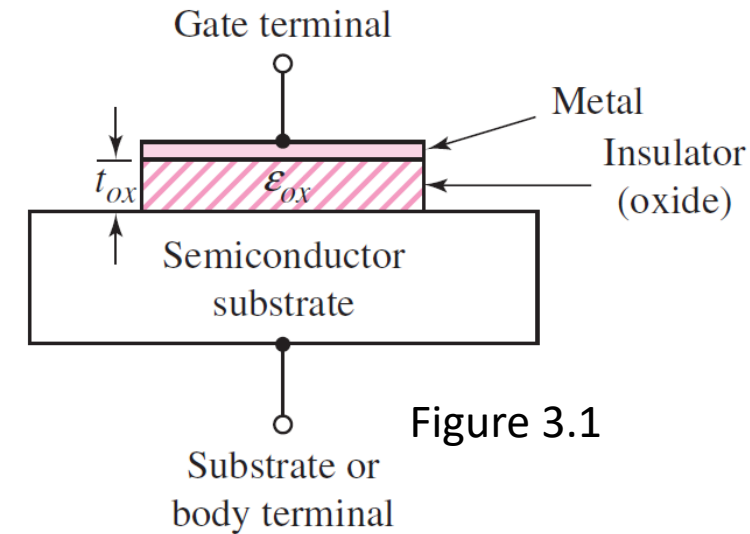 Gate terminal
Metal
Insulator
(oxide)
tox
εox
Semiconductor
substrate
Figure 3.1
Substrate or
body terminal